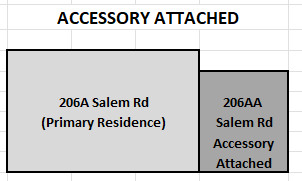 ACCESSORY ATTACHED
206A Salem Rd
(Primary Residence)
206AA
Salem Rd
Accessory
Attached